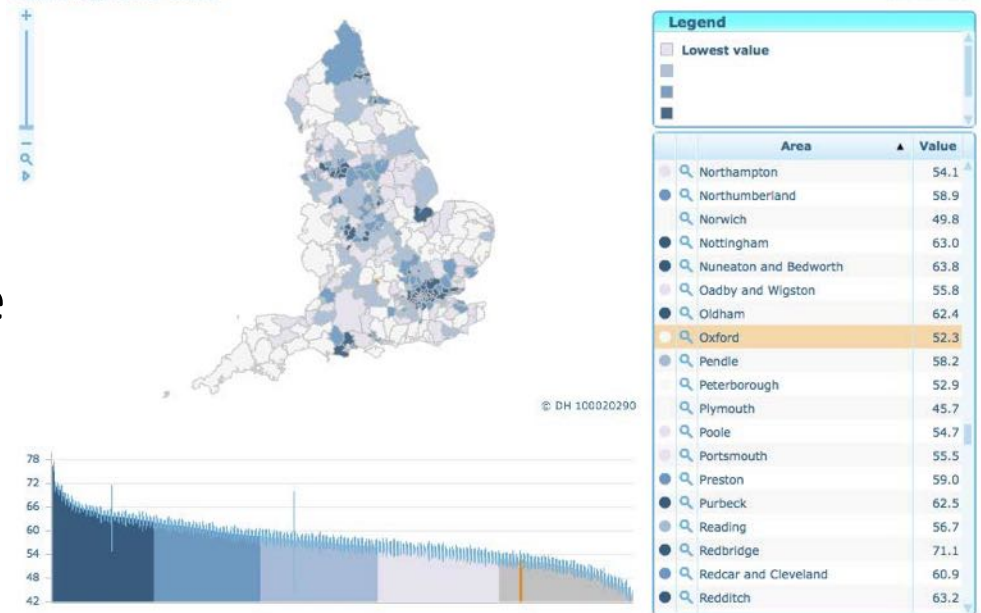 Legend
Lowest value
Area ▲ Value
Northampton 54.1
Northumberland 58.9
Norwich 49.8
Nottingham 63.0
Nuneaton and Bedworth 63.8
Oadby and Wigston 55.8
Oldham 62.4
Oxford 52.3
Pendle 58.2
Peterborough 52.9
Plymouth 45.7
Poole 54.7
Portsmouth 55.5
Preston 59.0
Purbeck 62.5
Reading 56.7
Redbridge 71.1
Redcar and Cleveland 60.9
Redditch 63.2
© DH 100020290
78
72
66
60
54
48
42